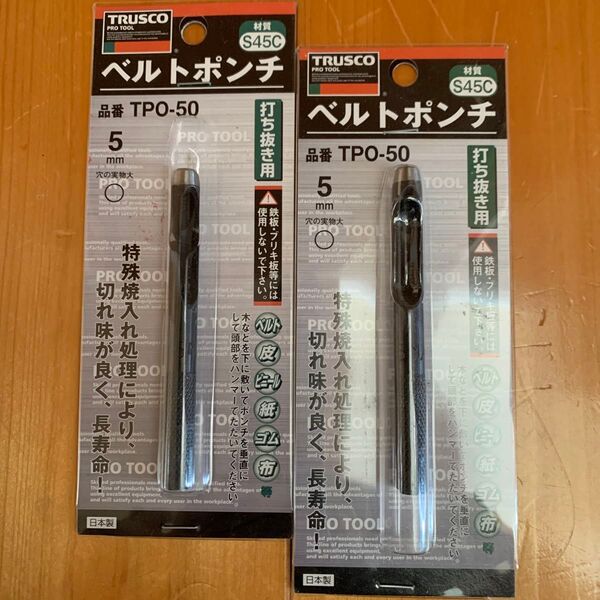 TRUSCO
PRO TOOL
材質
S45C
ベルトポンチ
品番 TPO-50
5
mm
穴の実物大
打ち抜き用
鉄板・ブリキ板等には
使用しないで下さい。
特殊焼入れ処理により、
切れ味が良く、長寿命！
ベルト
皮
ビニール
紙
ゴム
布
等
木などを下に敷いてポンチを垂直に
して頭部をハンマーでたたいてください。
PRO TOOL
日本製
TRUSCO
PRO TOOL
材質
S45C
ベルトポンチ
品番 TPO-50
5
mm
穴の実物大
打ち抜き用
鉄板・ブリキ板等には
使用しないで下さい。
特殊焼入れ処理により、
切れ味が良く、長寿命！
ベルト
皮
ビニール
紙
ゴム
布
等
PRO TOOL
日本製